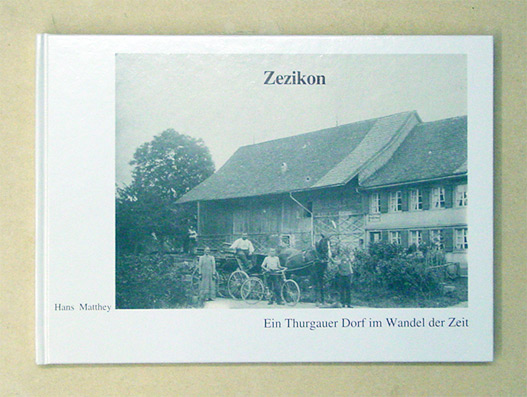 Zezikon
Hans Matthey
Ein Thurgauer Dorf im Wandel der Zeit